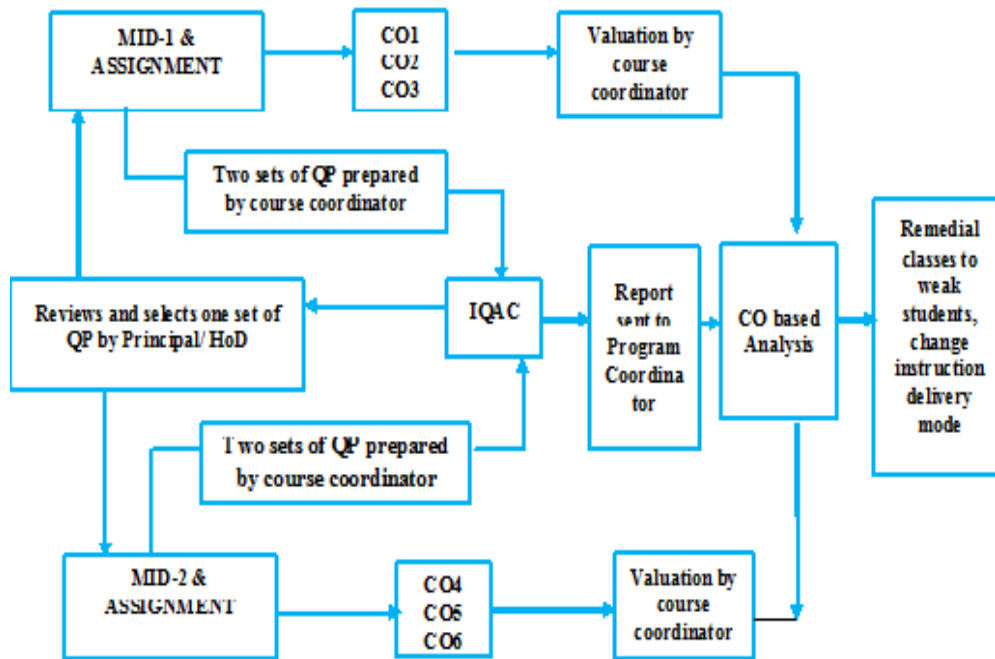 MID-1 &
ASSIGNMENT
CO1
CO2
CO3
Valuation by
course
coordinator
Two sets of QP prepared
by course coordinator
Remedial
classes to
weak
students,
change
instruction
delivery
mode
Reviews and selects one set of
QP by Principal/ HoD
IQAC
Report
sent to
Program
Coordina
tor
CO based
Analysis
Two sets of QP prepared
by course coordinator
MID-2 &
ASSIGNMENT
CO4
CO5
CO6
Valuation by
course
coordinator